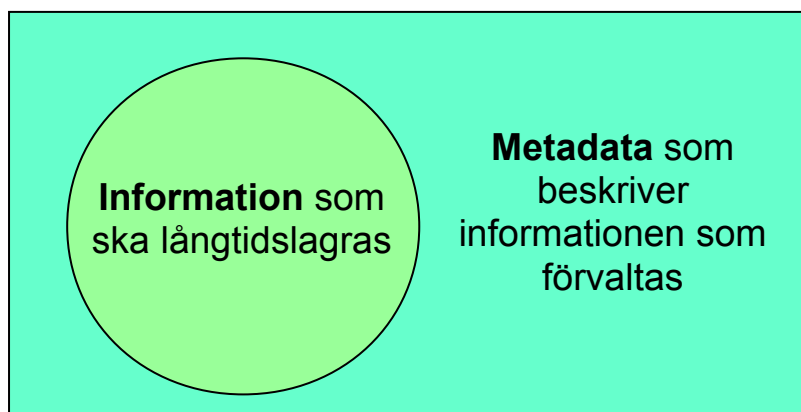 Information som
ska långtidslagras
Metadata som
beskriver
informationen som
förvaltas